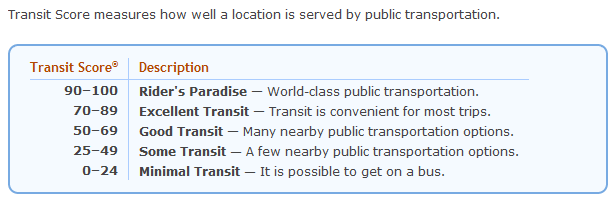 Transit Score measures how well a location is served by public transportation.
Transit Score® Description
90–100 Rider's Paradise — World-class public transportation.
70–89 Excellent Transit — Transit is convenient for most trips.
50–69 Good Transit — Many nearby public transportation options.
25–49 Some Transit — A few nearby public transportation options.
0–24 Minimal Transit — It is possible to get on a bus.